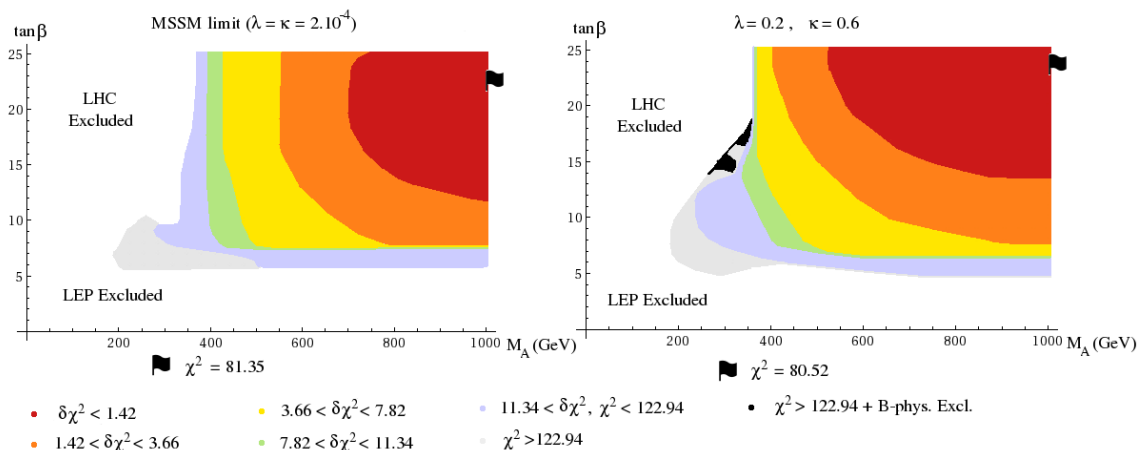 MSSM limit (λ = κ = 2.10⁻⁴)
tanβ
25
20
15
10
5
LHC
Excluded
LEP Excluded
200
400
600
800
1000
M_A (GeV)
χ² = 81.35
λ = 0.2 , κ = 0.6
tanβ
25
20
15
10
5
LHC
Excluded
LEP Excluded
200
400
600
800
1000
M_A (GeV)
χ² = 80.52
δχ² < 1.42
3.66 < δχ² < 7.82
11.34 < δχ², χ² < 122.94
χ² > 122.94 + B-phys. Excl.
1.42 < δχ² < 3.66
7.82 < δχ² < 11.34
χ² >122.94